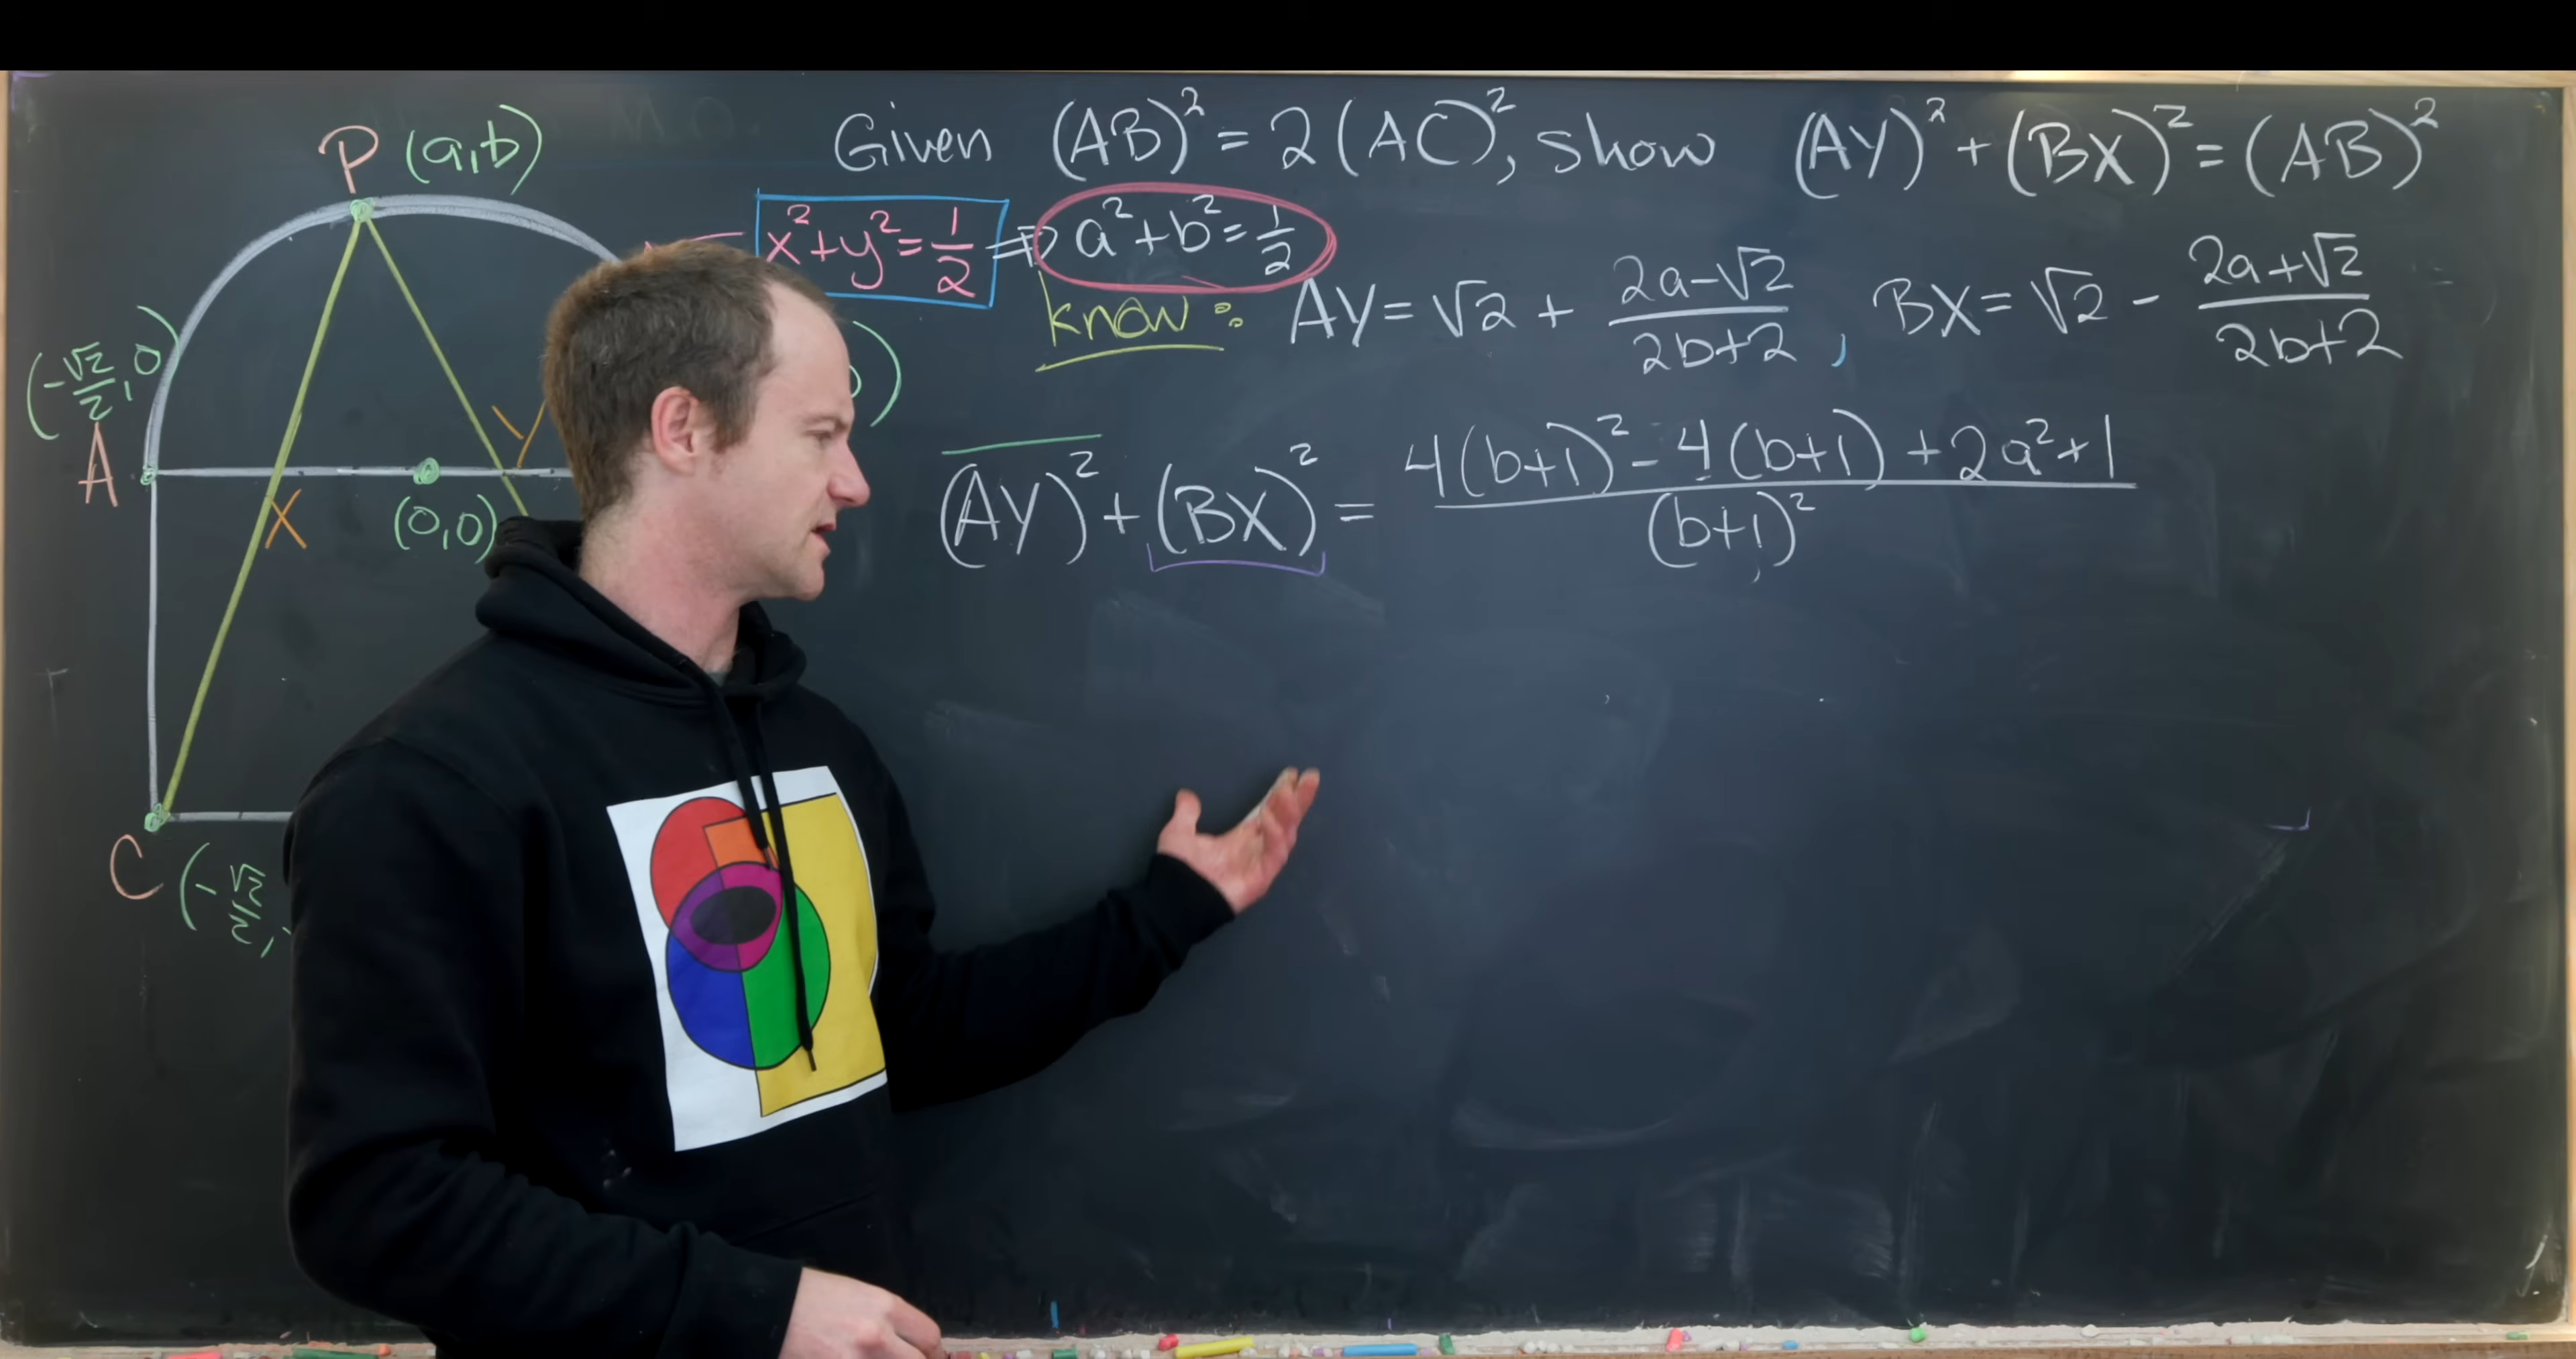 Given (AB)² = 2(AC)², show (AY)² + (BX)² = (AB)²
P (a,b)
x² + y² = 1/2 ⇒ a² + b² = 1/2
know: AY = √2 + (2a-√2)/(2b+2), BX = √2 - (2a+√2)/(2b+2)
(-√2/2, 0)
A
X
(0,0)
Y
(AY)² + (BX)² = (4(b+1)² - 4(b+1) + 2a² + 1)/(b+1)²
C (-√2/2,